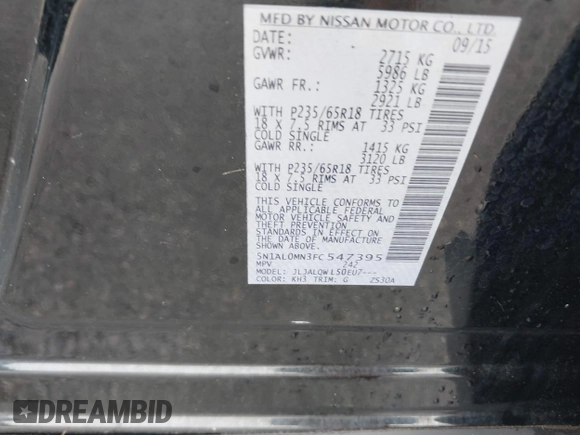 MFD BY NISSAN MOTOR CO., LTD.
DATE: 09/15
GVWR: 2715 KG
5986 LB
GAWR FR.: 1325 KG
2921 LB
WITH P235/65R18 TIRES
18 X 7.5 RIMS AT 33 PSI
COLD SINGLE
GAWR RR.: 1415 KG
3120 LB
WITH P235/65R18 TIRES
18 X 7.5 RIMS AT 33 PSI
COLD SINGLE
THIS VEHICLE CONFORMS TO
ALL APPLICABLE FEDERAL
MOTOR VEHICLE SAFETY AND
THEFT PREVENTION
STANDARDS IN EFFECT ON THE
DATE OF MANUFACTURE
SHOWN ABOVE.
5N1AL0MN3FC547395
MPV 242
MODEL: JLJALQWL50EU7---
COLOR: KH3 TRIM: G 2530A
DREAMBID